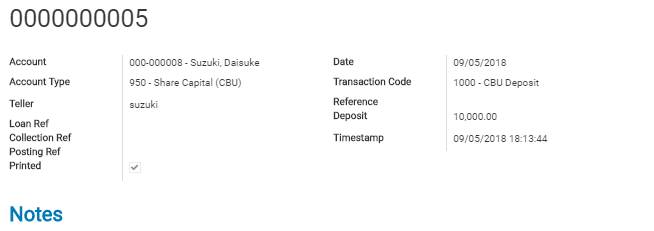 0000000005
Account 000-000008 - Suzuki, Daisuke Date 09/05/2018
Account Type 950 - Share Capital (CBU) Transaction Code 1000 - CBU Deposit
Teller suzuki Reference
Loan Ref Deposit 10,000.00
Collection Ref Timestamp 09/05/2018 18:13:44
Posting Ref
Printed
Notes